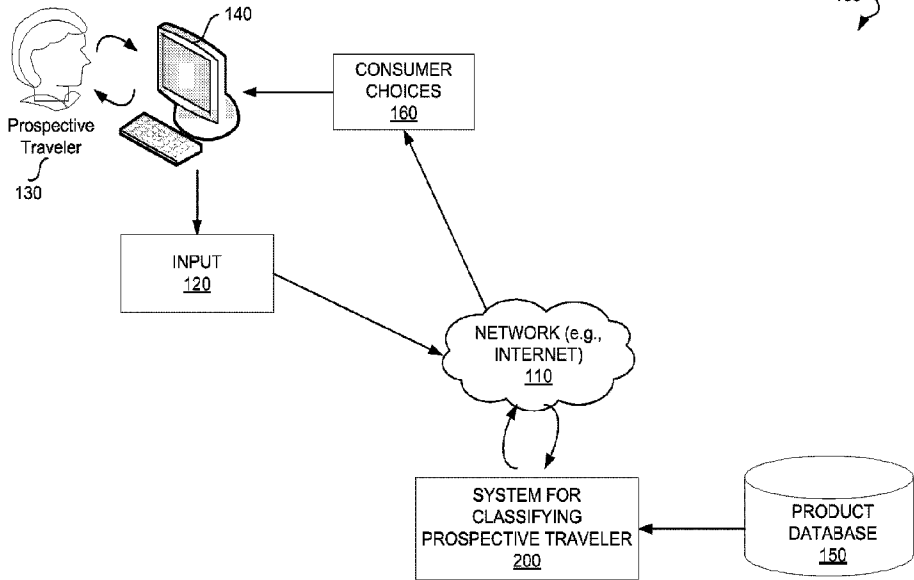 140
CONSUMER
CHOICES
160
Prospective
Traveler
130
INPUT
120
NETWORK (e.g.,
INTERNET)
110
SYSTEM FOR
CLASSIFYING
PROSPECTIVE TRAVELER
200
PRODUCT
DATABASE
150